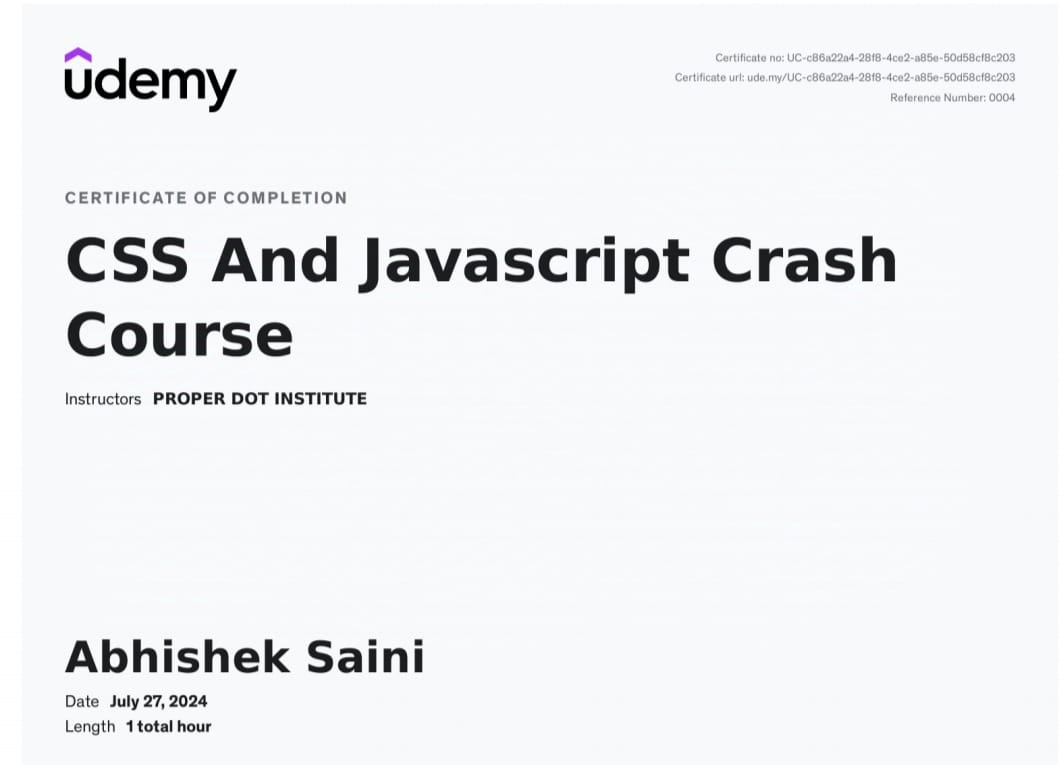 udemy
Certificate no: UC-c86a22a4-28f8-4ce2-a85e-50d58cf8c203
Certificate url: ude.my/UC-c86a22a4-28f8-4ce2-a85e-50d58cf8c203
Reference Number: 0004
CERTIFICATE OF COMPLETION
CSS And Javascript Crash
Course
Instructors PROPER DOT INSTITUTE
Abhishek Saini
Date July 27, 2024
Length 1 total hour